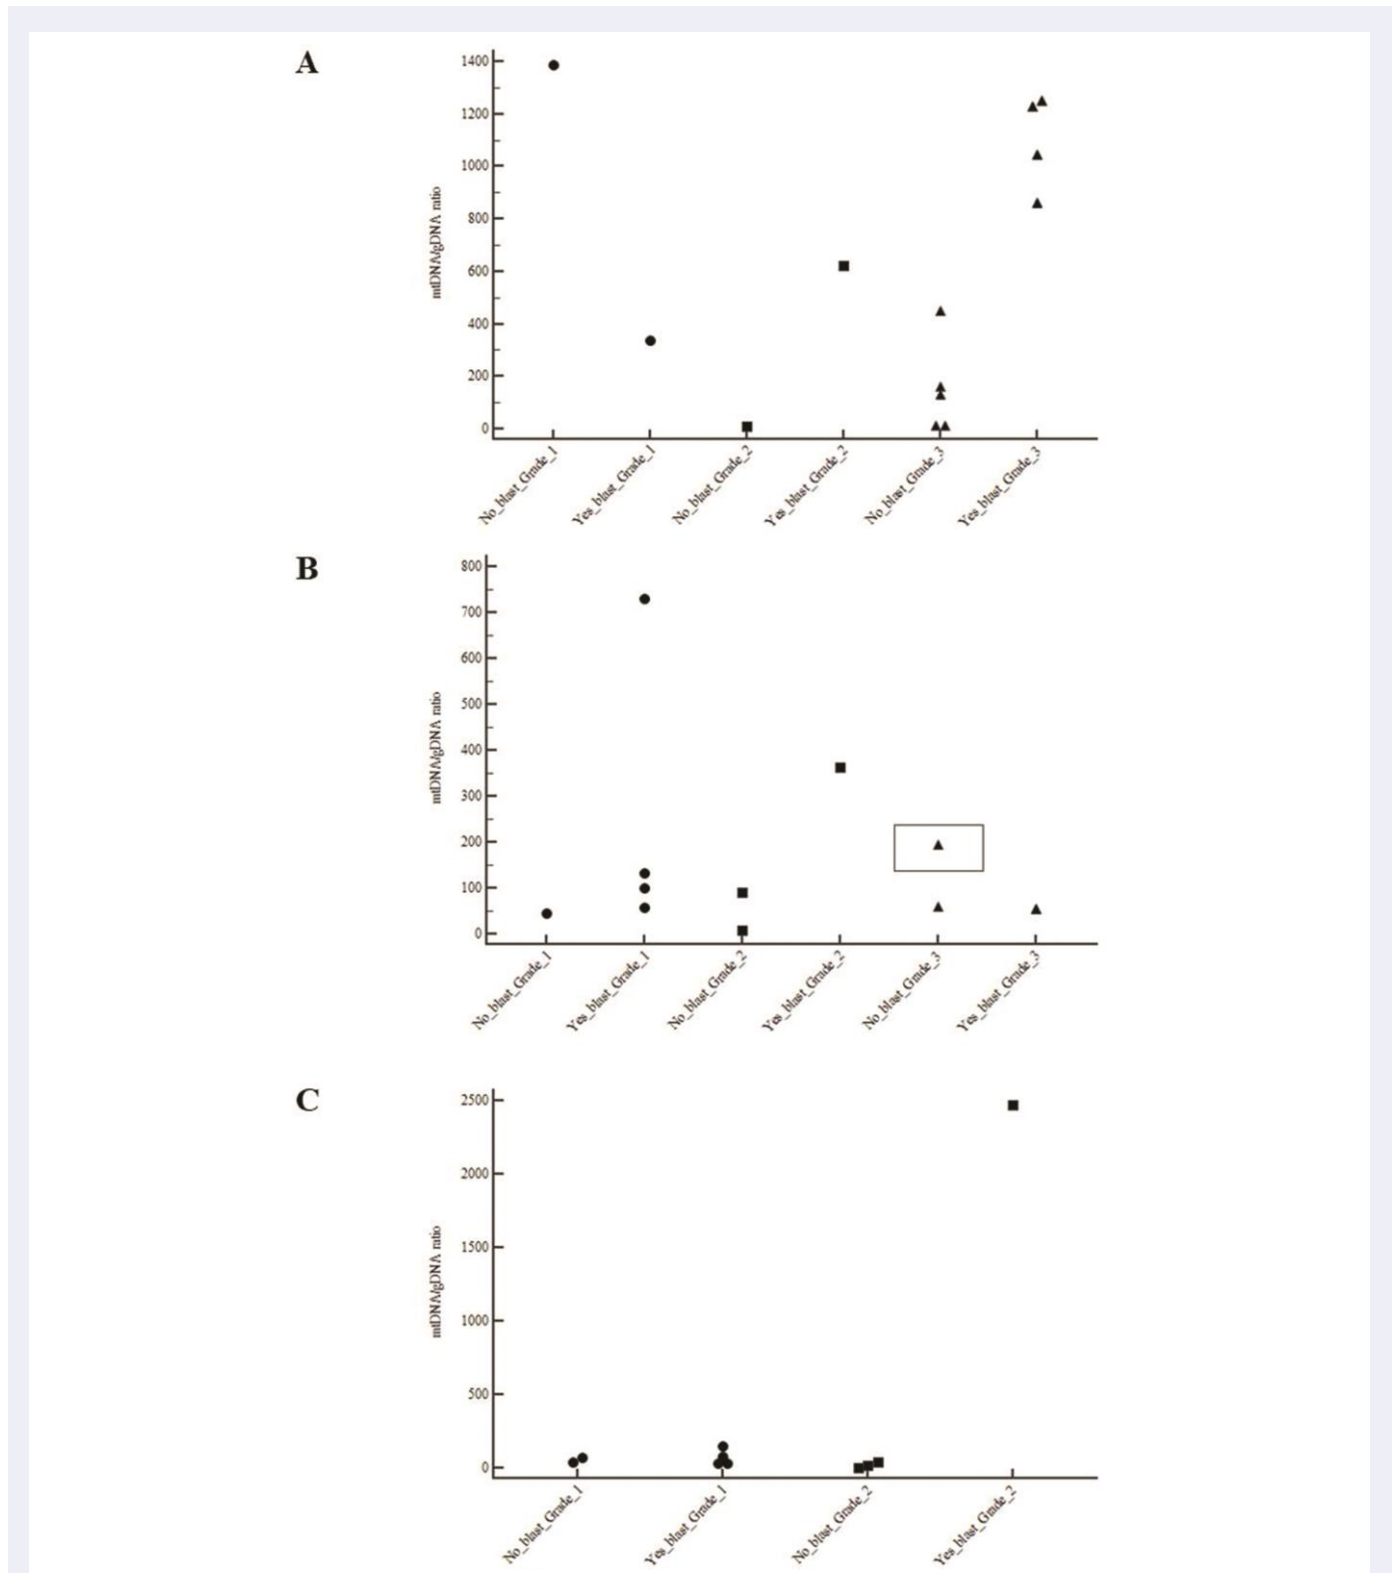 A
1400
1200
1000
800
600
400
200
0
mtDNA/gDNA ratio
No_blast_Grade_1
Yes_blast_Grade_1
No_blast_Grade_2
Yes_blast_Grade_2
No_blast_Grade_3
Yes_blast_Grade_3
B
800
700
600
500
400
300
200
100
0
mtDNA/gDNA ratio
No_blast_Grade_1
Yes_blast_Grade_1
No_blast_Grade_2
Yes_blast_Grade_2
No_blast_Grade_3
Yes_blast_Grade_3
C
2500
2000
1500
1000
500
0
mtDNA/gDNA ratio
No_blast_Grade_1
Yes_blast_Grade_1
No_blast_Grade_2
Yes_blast_Grade_2